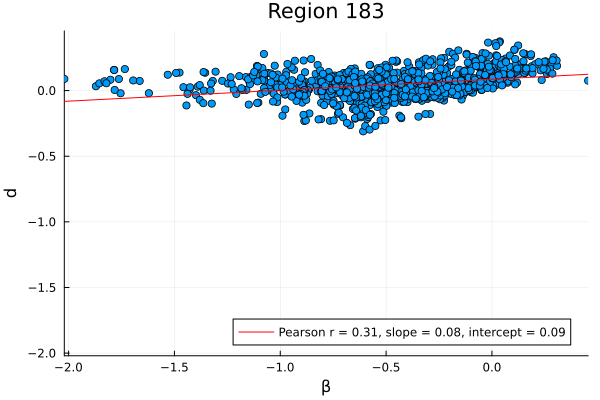 Region 183
d
0.0
−0.5
−1.0
−1.5
−2.0
Pearson r = 0.31, slope = 0.08, intercept = 0.09
−2.0 −1.5 −1.0 −0.5 0.0
β